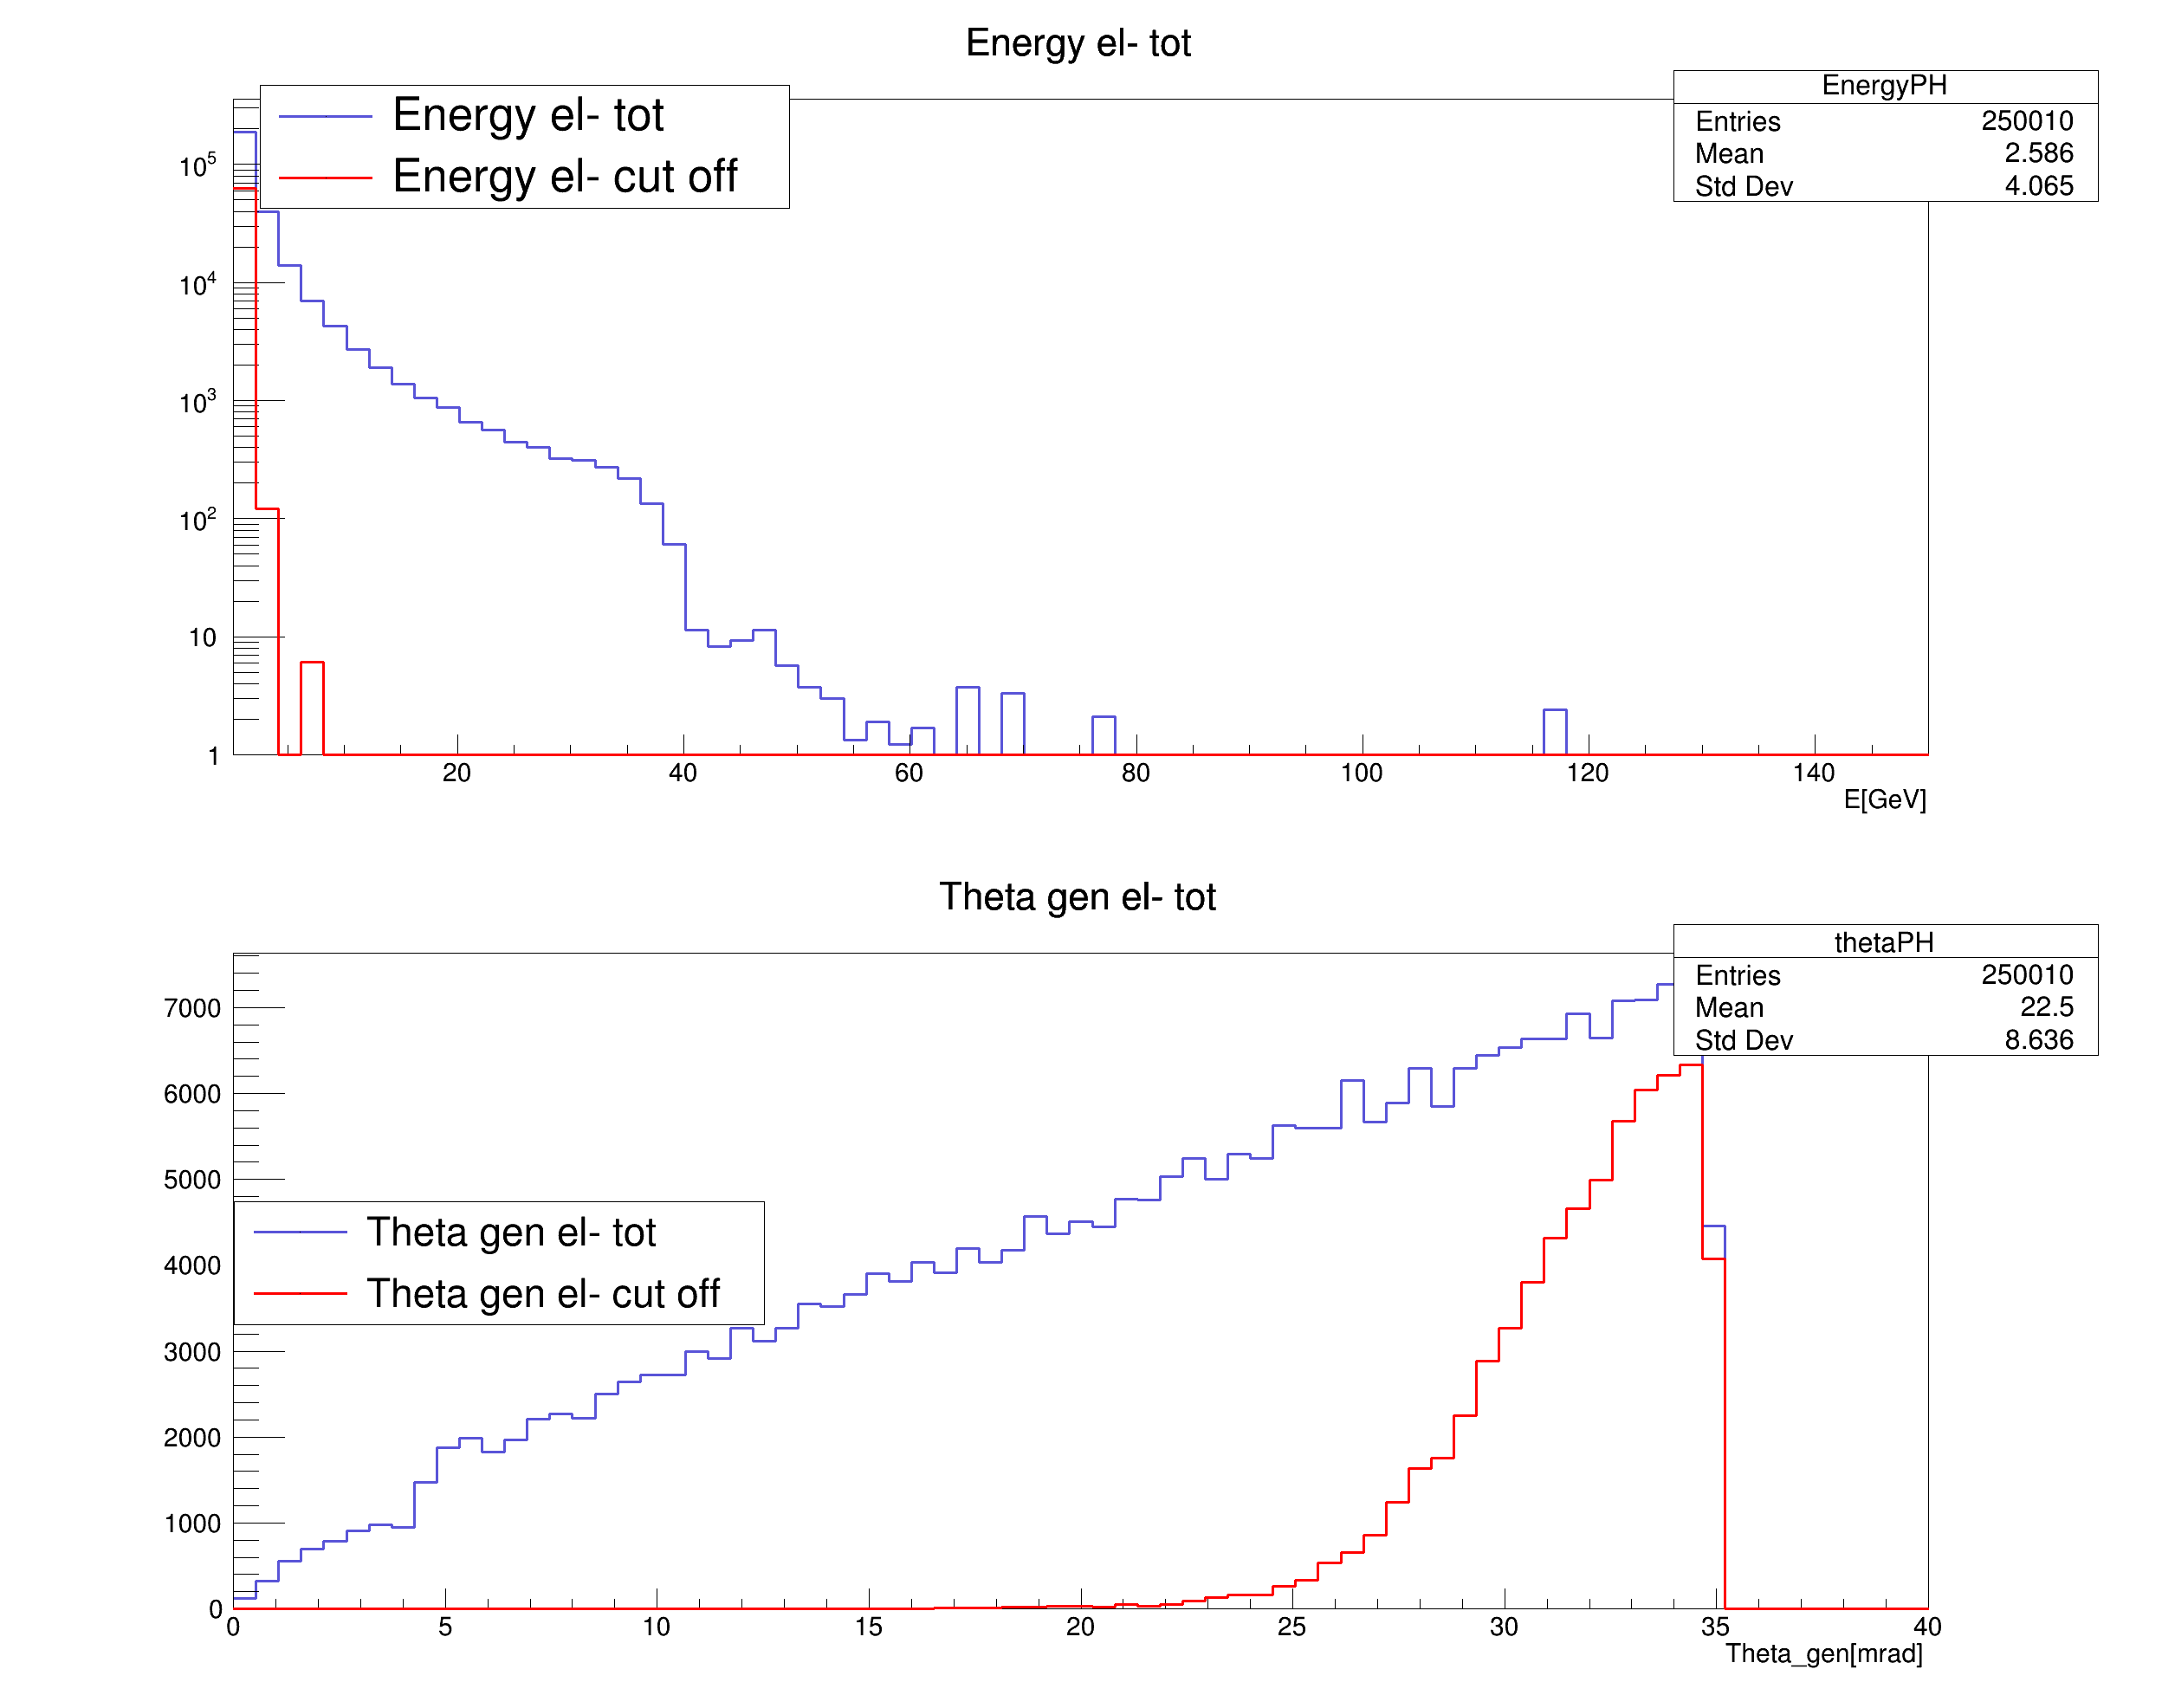 Energy el- tot
Energy el- tot
Energy el- cut off
EnergyPH
Entries 250010
Mean 2.586
Std Dev 4.065
10^5
10^4
10^3
10^2
10
1
20 40 60 80 100 120 140
E[GeV]
Theta gen el- tot
thetaPH
Entries 250010
Mean 22.5
Std Dev 8.636
7000
6000
5000
4000
3000
2000
1000
0
Theta gen el- tot
Theta gen el- cut off
0 5 10 15 20 25 30 35 40
Theta_gen[mrad]